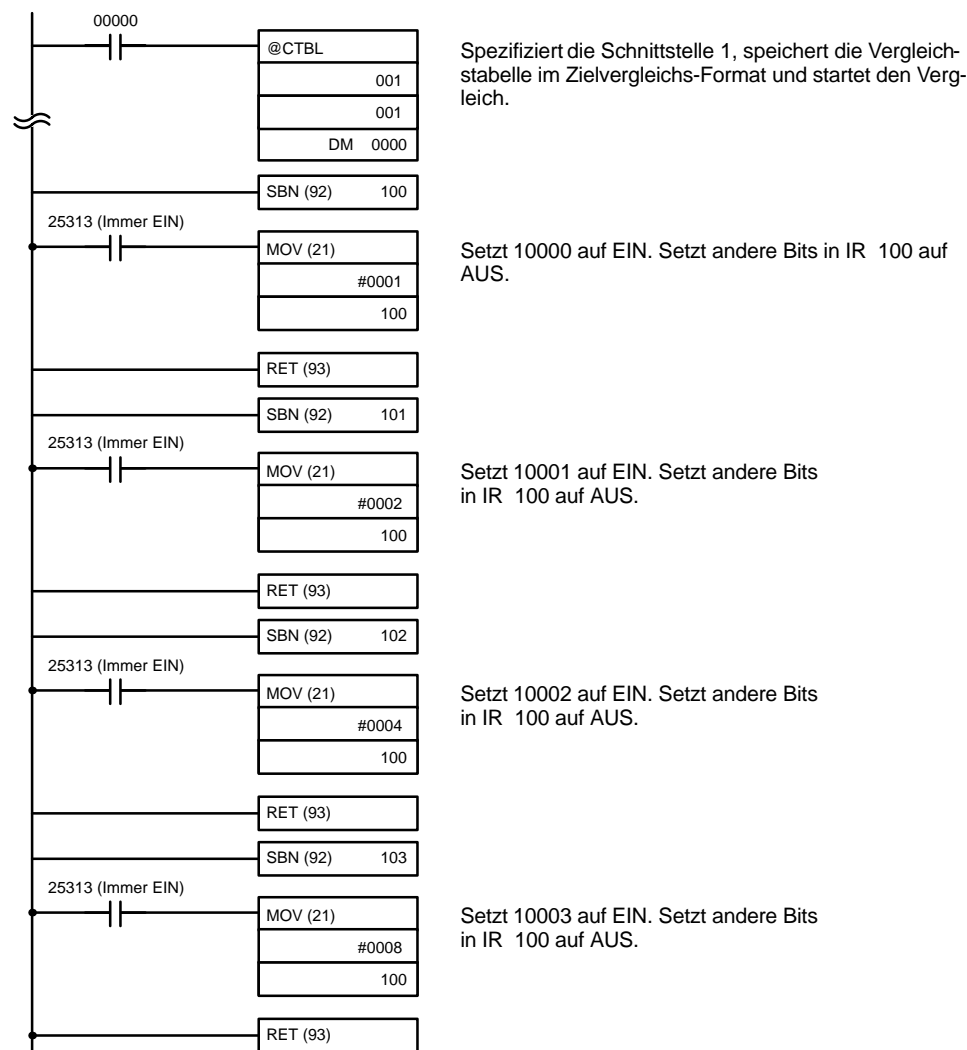 00000
@CTBL
001
001
DM 0000
Spezifiziert die Schnittstelle 1, speichert die Vergleich-
stabelle im Zielvergleichs-Format und startet den Verg-
leich.
SBN (92) 100
25313 (Immer EIN)
MOV (21)
#0001
100
Setzt 10000 auf EIN. Setzt andere Bits in IR 100 auf
AUS.
RET (93)
SBN (92) 101
25313 (Immer EIN)
MOV (21)
#0002
100
Setzt 10001 auf EIN. Setzt andere Bits
in IR 100 auf AUS.
RET (93)
SBN (92) 102
25313 (Immer EIN)
MOV (21)
#0004
100
Setzt 10002 auf EIN. Setzt andere Bits
in IR 100 auf AUS.
RET (93)
SBN (92) 103
25313 (Immer EIN)
MOV (21)
#0008
100
Setzt 10003 auf EIN. Setzt andere Bits
in IR 100 auf AUS.
RET (93)